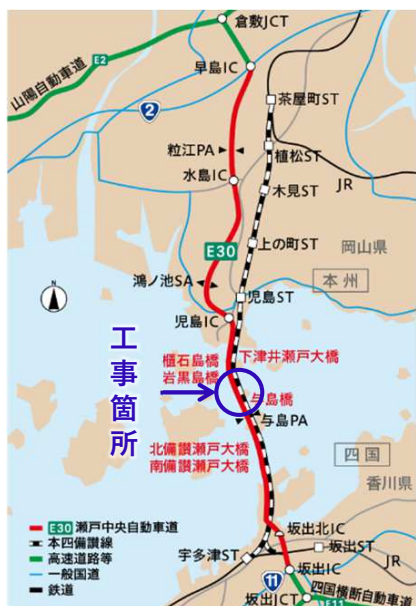 倉敷JCT
山陽自動車道
E2
早島IC
茶屋町ST
2
粒江PA
植松ST
JR
水島IC
木見ST
E30
上の町ST
岡山県
鴻ノ池SA
本州
児島ST
児島IC
工事箇所
櫃石島橋
岩黒島橋
下津井瀬戸大橋
与島橋
与島PA
北備讃瀬戸大橋
南備讃瀬戸大橋
四国
香川県
E30 瀬戸中央自動車道
本四備讃線
高速道路等
一般国道
鉄道
坂出北IC
宇多津ST
坂出ST
JR
坂出IC
11
坂出JCT
四国横断自動車道
E11
N